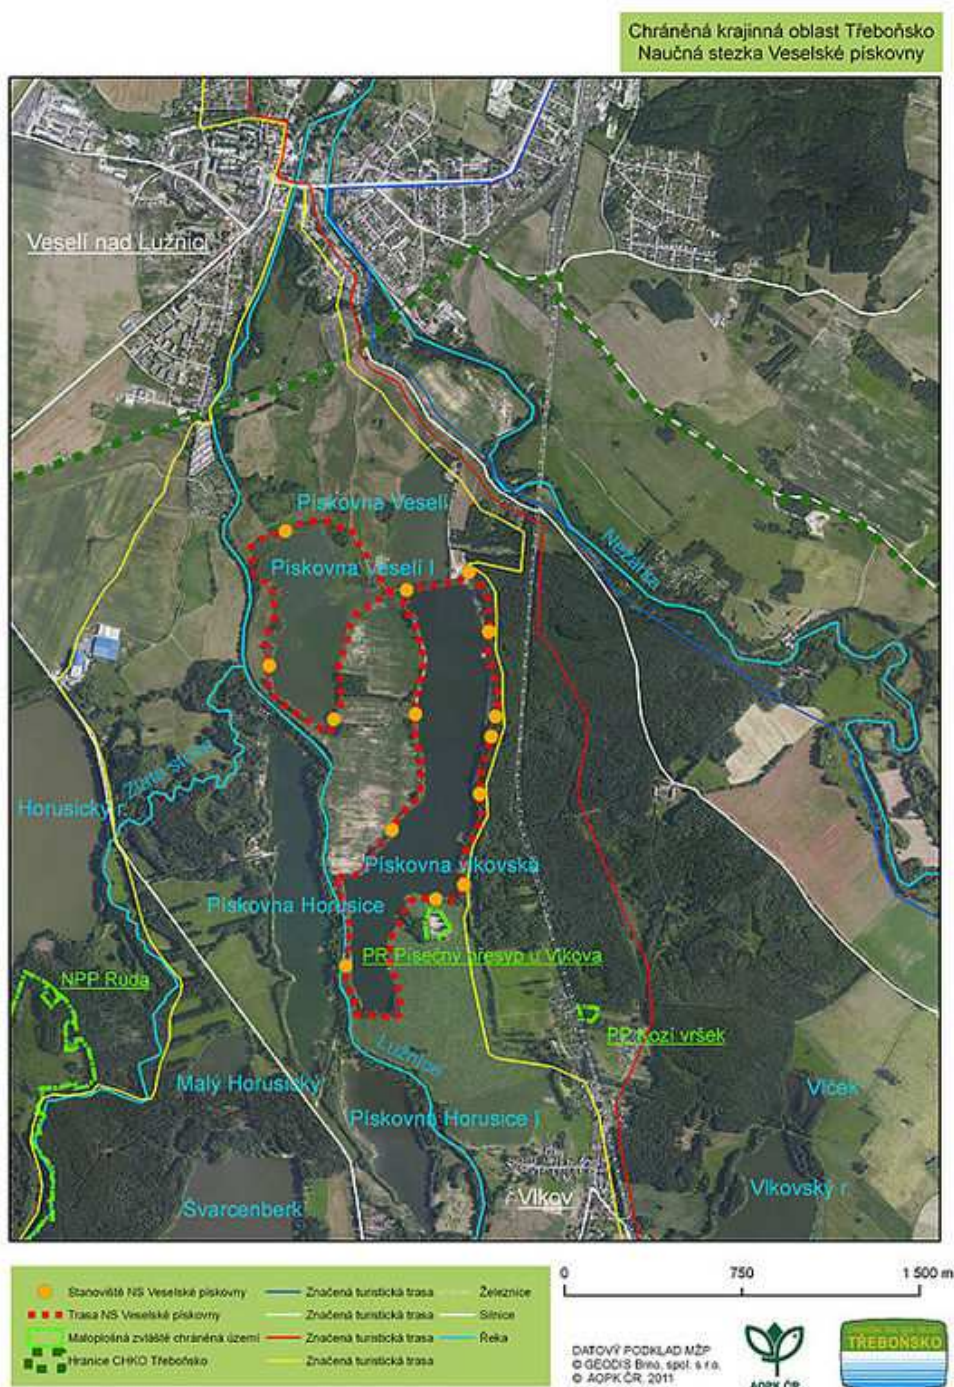 Chráněná krajinná oblast Třeboňsko
Naučná stezka Veselské pískovny
Veselí nad Lužnicí
Pískovna Veselí
Pískovna Veselí I
Nežárka
Zlatá stoka
Horusický r.
Pískovna vlkovská
Pískovna Horusice
PR Písečný přesyp u Vlkova
NPP Ruda
PP Kozí vršek
Lužnice
Malý Horusický
Vlček
Pískovna Horusice I
Vlkovský r.
Švarcenberk
Vlkov
Stanoviště NS Veselské pískovny
Značená turistická trasa
Železnice
Trasa NS Veselské pískovny
Značená turistická trasa
Silnice
Maloplošná zvláště chráněná území
Značená turistická trasa
Řeka
Hranice CHKO Třeboňsko
Značená turistická trasa
0 750 1 500 m
DATOVÝ PODKLAD MŽP
© GEODIS Brno, spol. s r.o.
© AOPK ČR, 2011
AOPK ČR
TŘEBOŇSKO